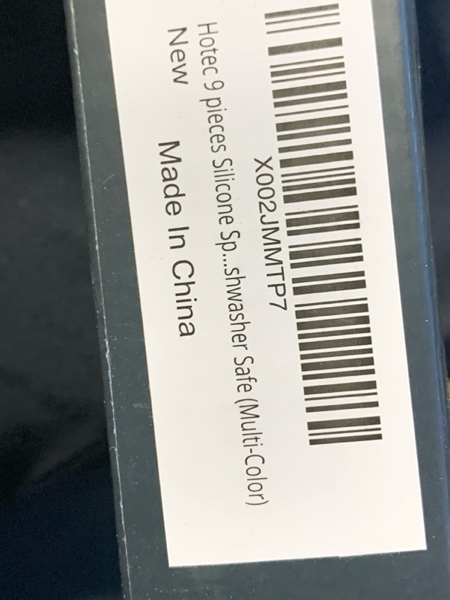 X002JMMTP7
Hotec 9 pieces Silicone Sp...shwasher Safe (Multi-Color)
New
Made In China